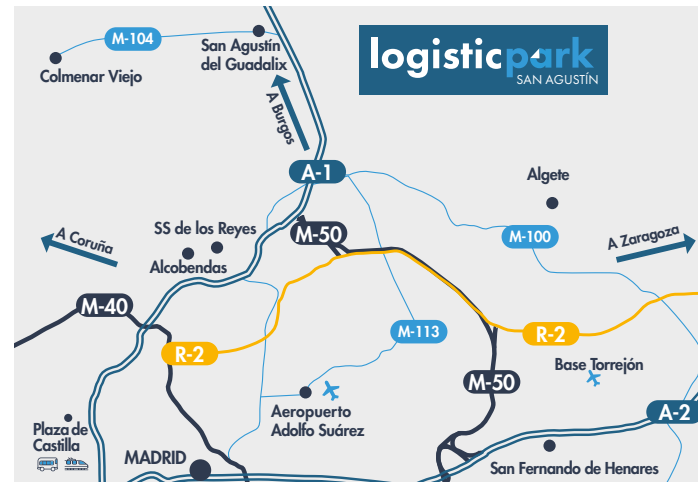 M-104
San Agustín
del Guadalix
Colmenar Viejo
logisticpark
SAN AGUSTÍN
A Burgos
A-1
Algete
SS de los Reyes
M-50
M-100
A Coruña
A Zaragoza
Alcobendas
M-40
M-113
R-2
R-2
Base Torrejón
M-50
Aeropuerto
Adolfo Suárez
A-2
Plaza de
Castilla
MADRID
San Fernando de Henares